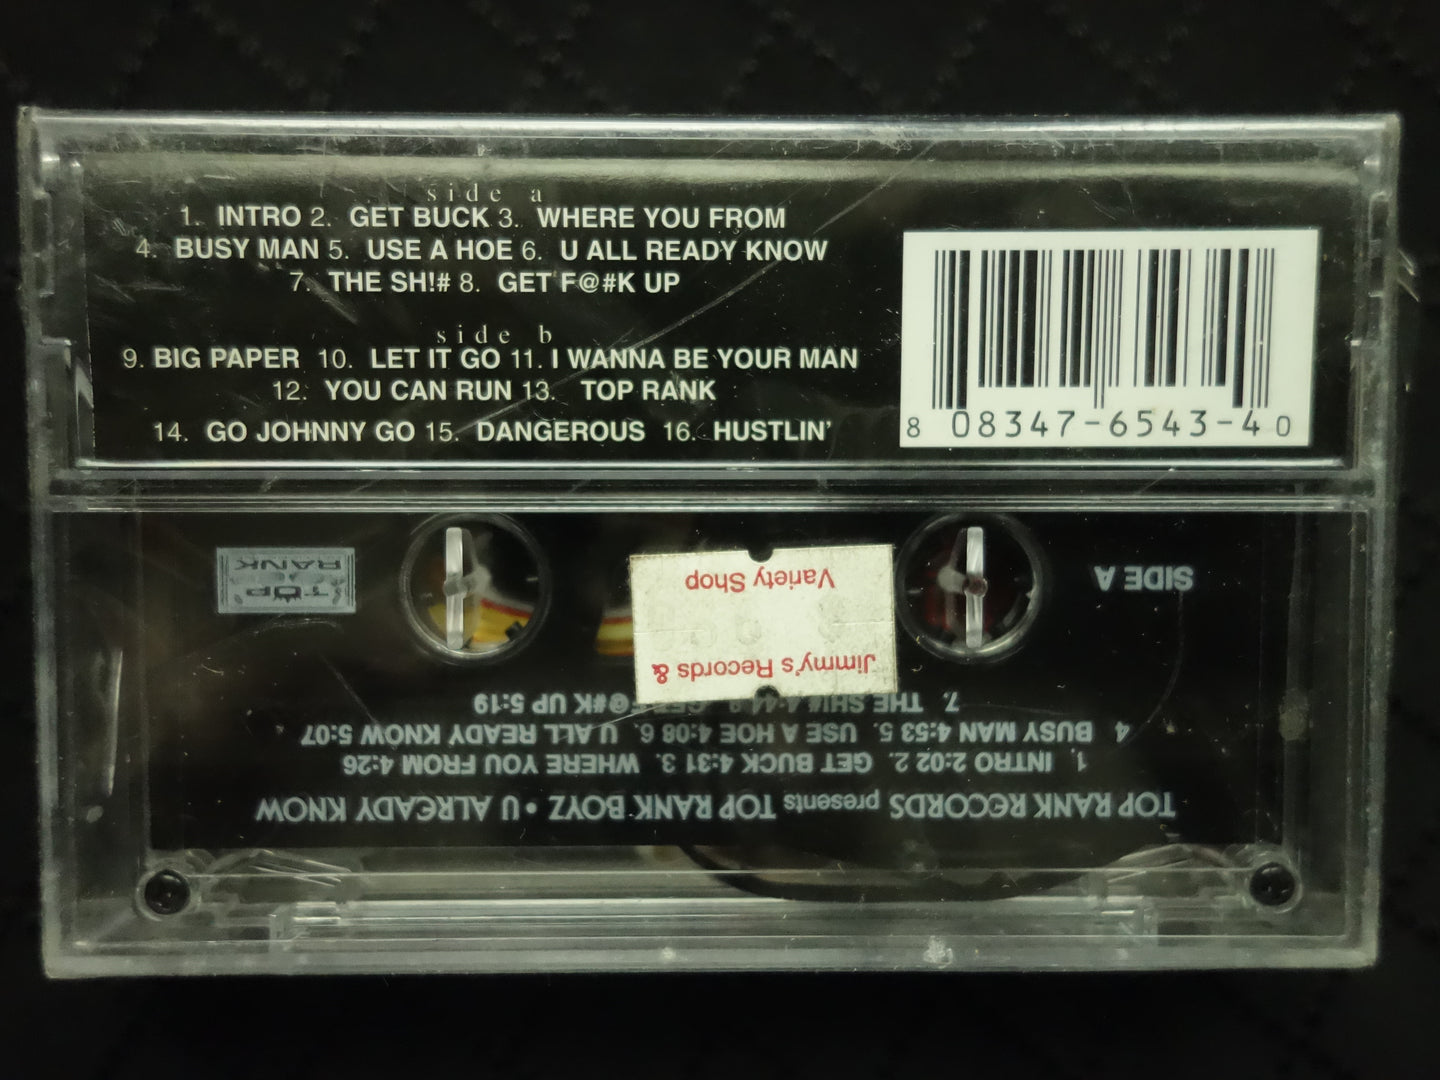 side a
1. INTRO 2. GET BUCK 3. WHERE YOU FROM
4. BUSY MAN 5. USE A HOE 6. U ALL READY KNOW
7. THE SH!# 8. GET F@#K UP
side b
9. BIG PAPER 10. LET IT GO 11. I WANNA BE YOUR MAN
12. YOU CAN RUN 13. TOP RANK
14. GO JOHNNY GO 15. DANGEROUS 16. HUSTLIN'
8 08347-6543-4 0
TOP RANK RECORDS presents TOP RANK BOYZ • U ALREADY KNOW
1. INTRO 2:02 2. GET BUCK 4:31 3. WHERE YOU FROM 4:26
4 BUSY MAN 4:53 5. USE A HOE 4:08 6. U ALL READY KNOW 5:07
7. THE SH!# @#K UP 5:19
Jimmy's Records &
Variety Shop
SIDE A
TOP
RANK